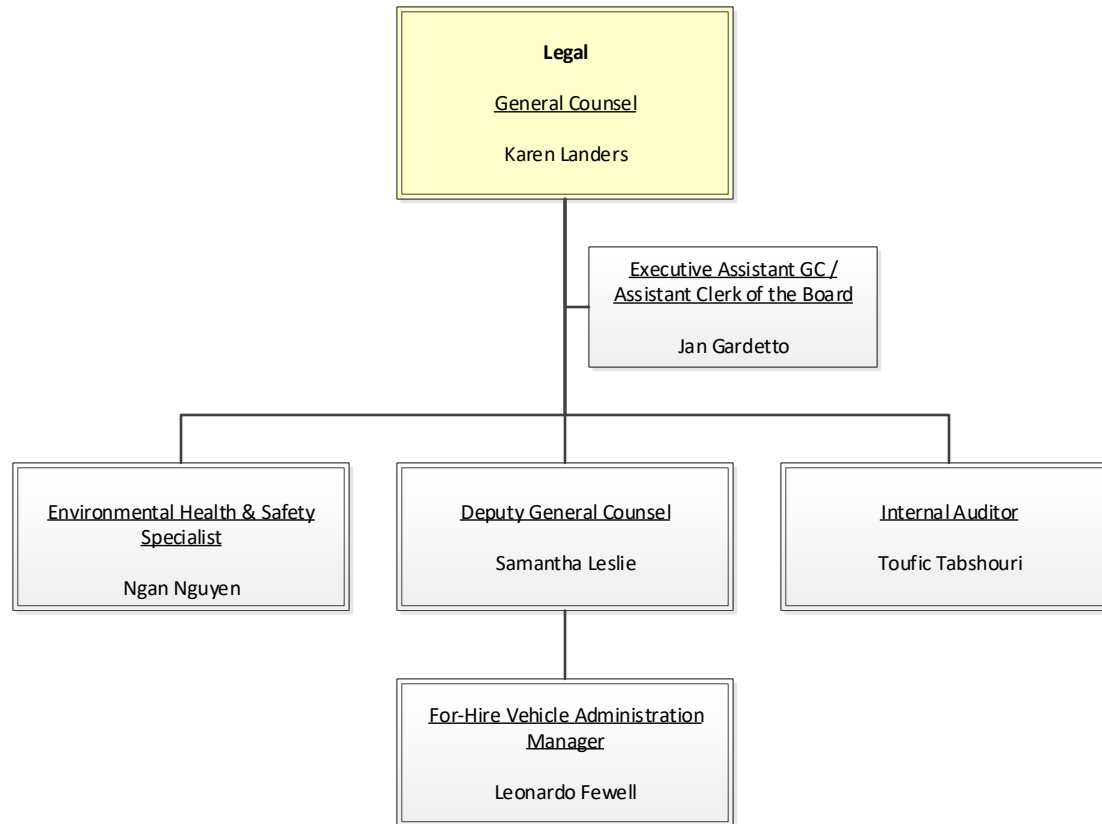 Legal
General Counsel
Karen Landers
Executive Assistant GC /
Assistant Clerk of the Board
Jan Gardetto
Environmental Health & Safety
Specialist
Ngan Nguyen
Deputy General Counsel
Samantha Leslie
Internal Auditor
Toufic Tabshouri
For-Hire Vehicle Administration
Manager
Leonardo Fewell